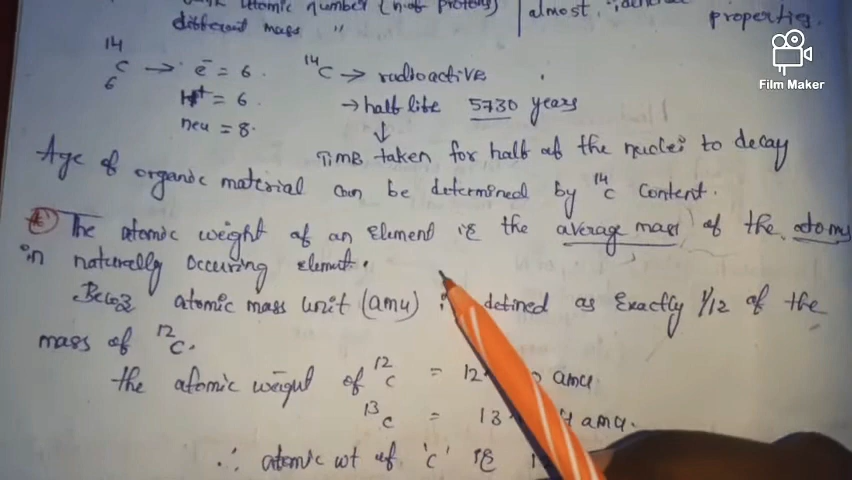 atomic number (no. of protons)
almost
properties.
different mass "
14
C → e⁻ = 6.
6
¹⁴C → radioactive
H⁺ = 6
→ half life 5730 years
neu = 8.
↓
Time taken for half of the nuclei to decay
Age of organic material can be determined by ¹⁴C content.
The atomic weight of an element is the average mass of the atoms
in naturally occuring element.
atomic mass unit (amu) defined as exactly 1/12 of the
mass of ¹²C.
the atomic weight of ¹²C = 12 amu
¹³C = 13 amu.
∴ atomic wt of 'C' is
Film Maker